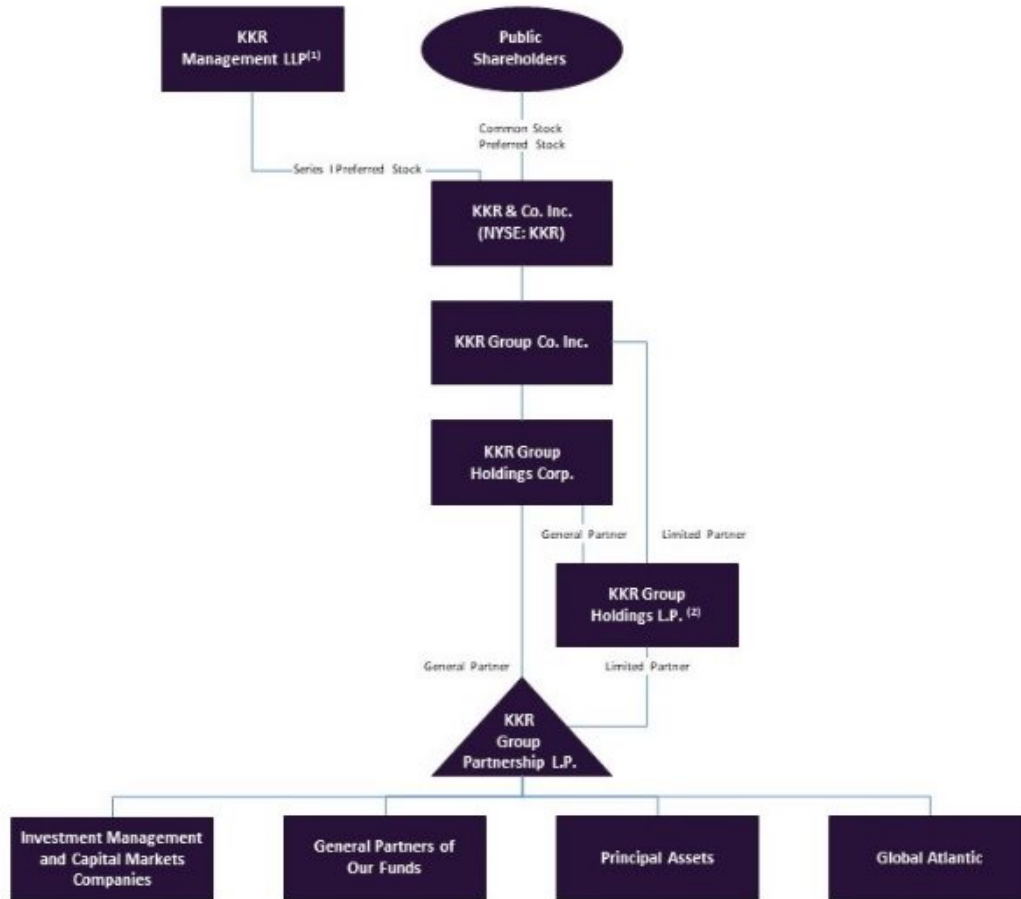 KKR
Management LLP(1)
Public
Shareholders
Common Stock
Preferred Stock
Series I Preferred Stock
KKR & Co. Inc.
(NYSE: KKR)
KKR Group Co. Inc.
KKR Group
Holdings Corp.
General Partner
Limited Partner
KKR Group
Holdings L.P. (2)
General Partner
Limited Partner
KKR
Group
Partnership L.P.
Investment Management
and Capital Markets
Companies
General Partners of
Our Funds
Principal Assets
Global Atlantic